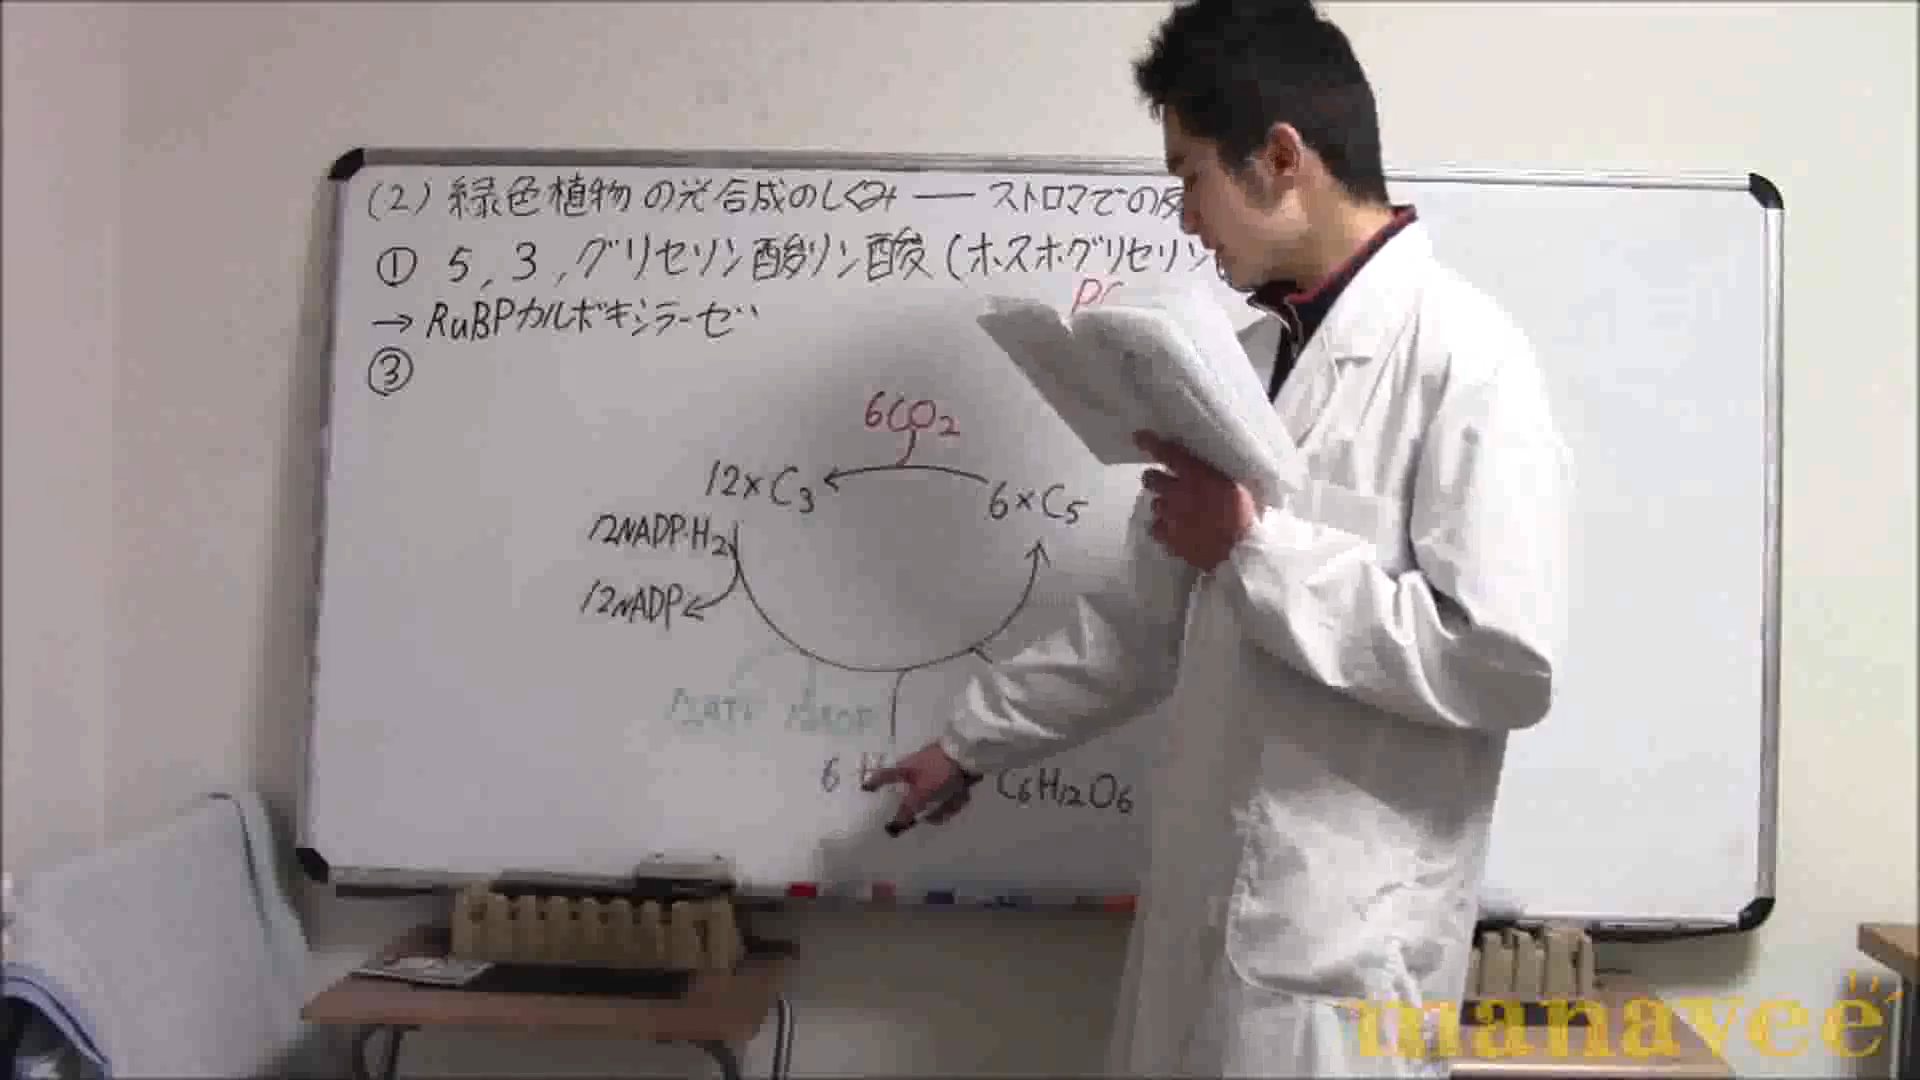 (2) 緑色植物の光合成のしくみ — ストロマでの反
① 5, 3, グリセリン酸リン酸 (ホスホグリセリン
pr
→ RuBPカルボキシラーゼ
③
6CO₂
12×C₃
6×C₅
12NADP·H₂
12NADP
12ATP
6 H
C₆H₁₂O₆
manavee